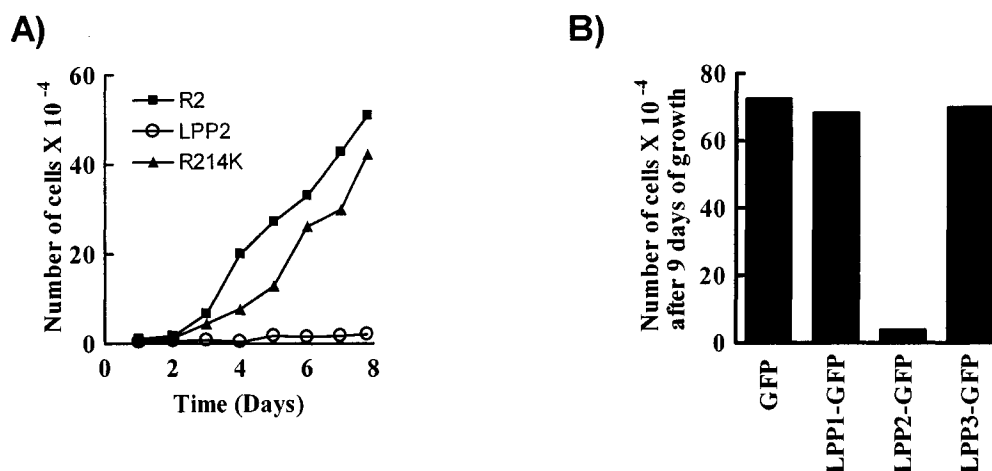 A)
Number of cells X 10 -4
60
40
20
0
R2
LPP2
R214K
0 2 4 6 8
Time (Days)
B)
Number of cells X 10 -4
after 9 days of growth
80
60
40
20
0
GFP
LPP1-GFP
LPP2-GFP
LPP3-GFP